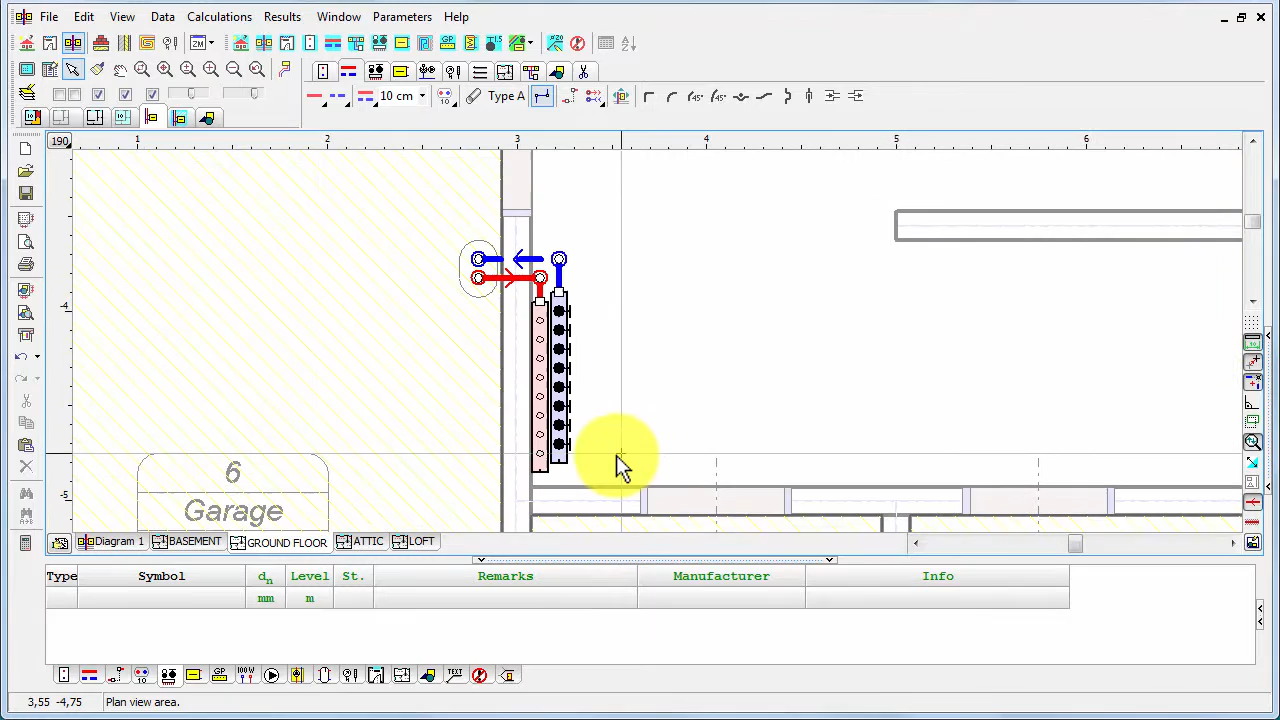 File Edit View Data Calculations Results Window Parameters Help
10 cm Type A
190 1 2 3 4 5 6
-4
6
-5 Garage
Diagram 1 BASEMENT GROUND FLOOR ATTIC LOFT
Type Symbol dn Level St. Remarks Manufacturer Info
mm m
3,55 -4,75 Plan view area.